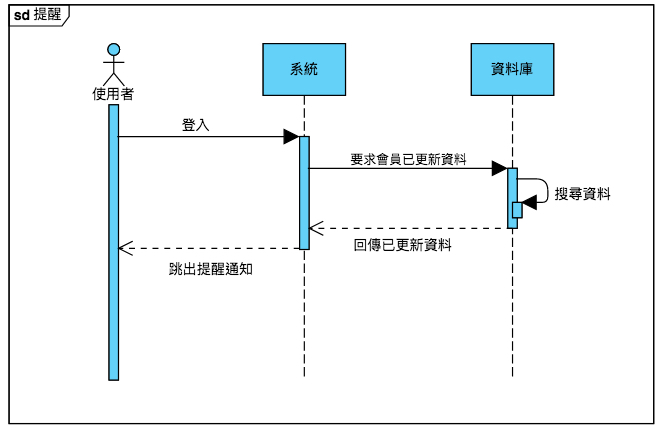 sd 提醒
使用者
系統
資料庫
登入
要求會員已更新資料
搜尋資料
回傳已更新資料
跳出提醒通知